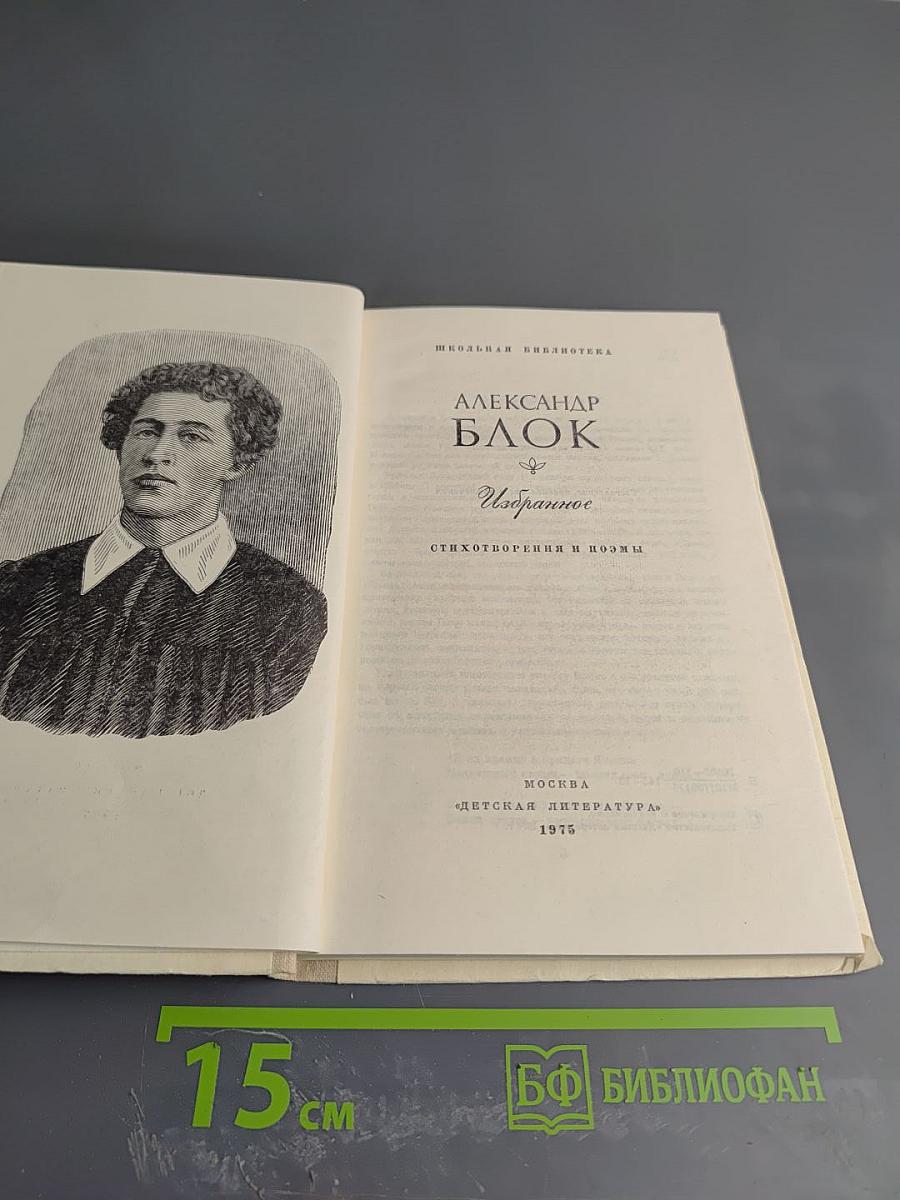 ШКОЛЬНАЯ БИБЛИОТЕКА
АЛЕКСАНДР
БЛОК
Избранное
СТИХОТВОРЕНИЯ И ПОЭМЫ
МОСКВА
«ДЕТСКАЯ ЛИТЕРАТУРА»
1975
15 см
БФ БИБЛИОФАН